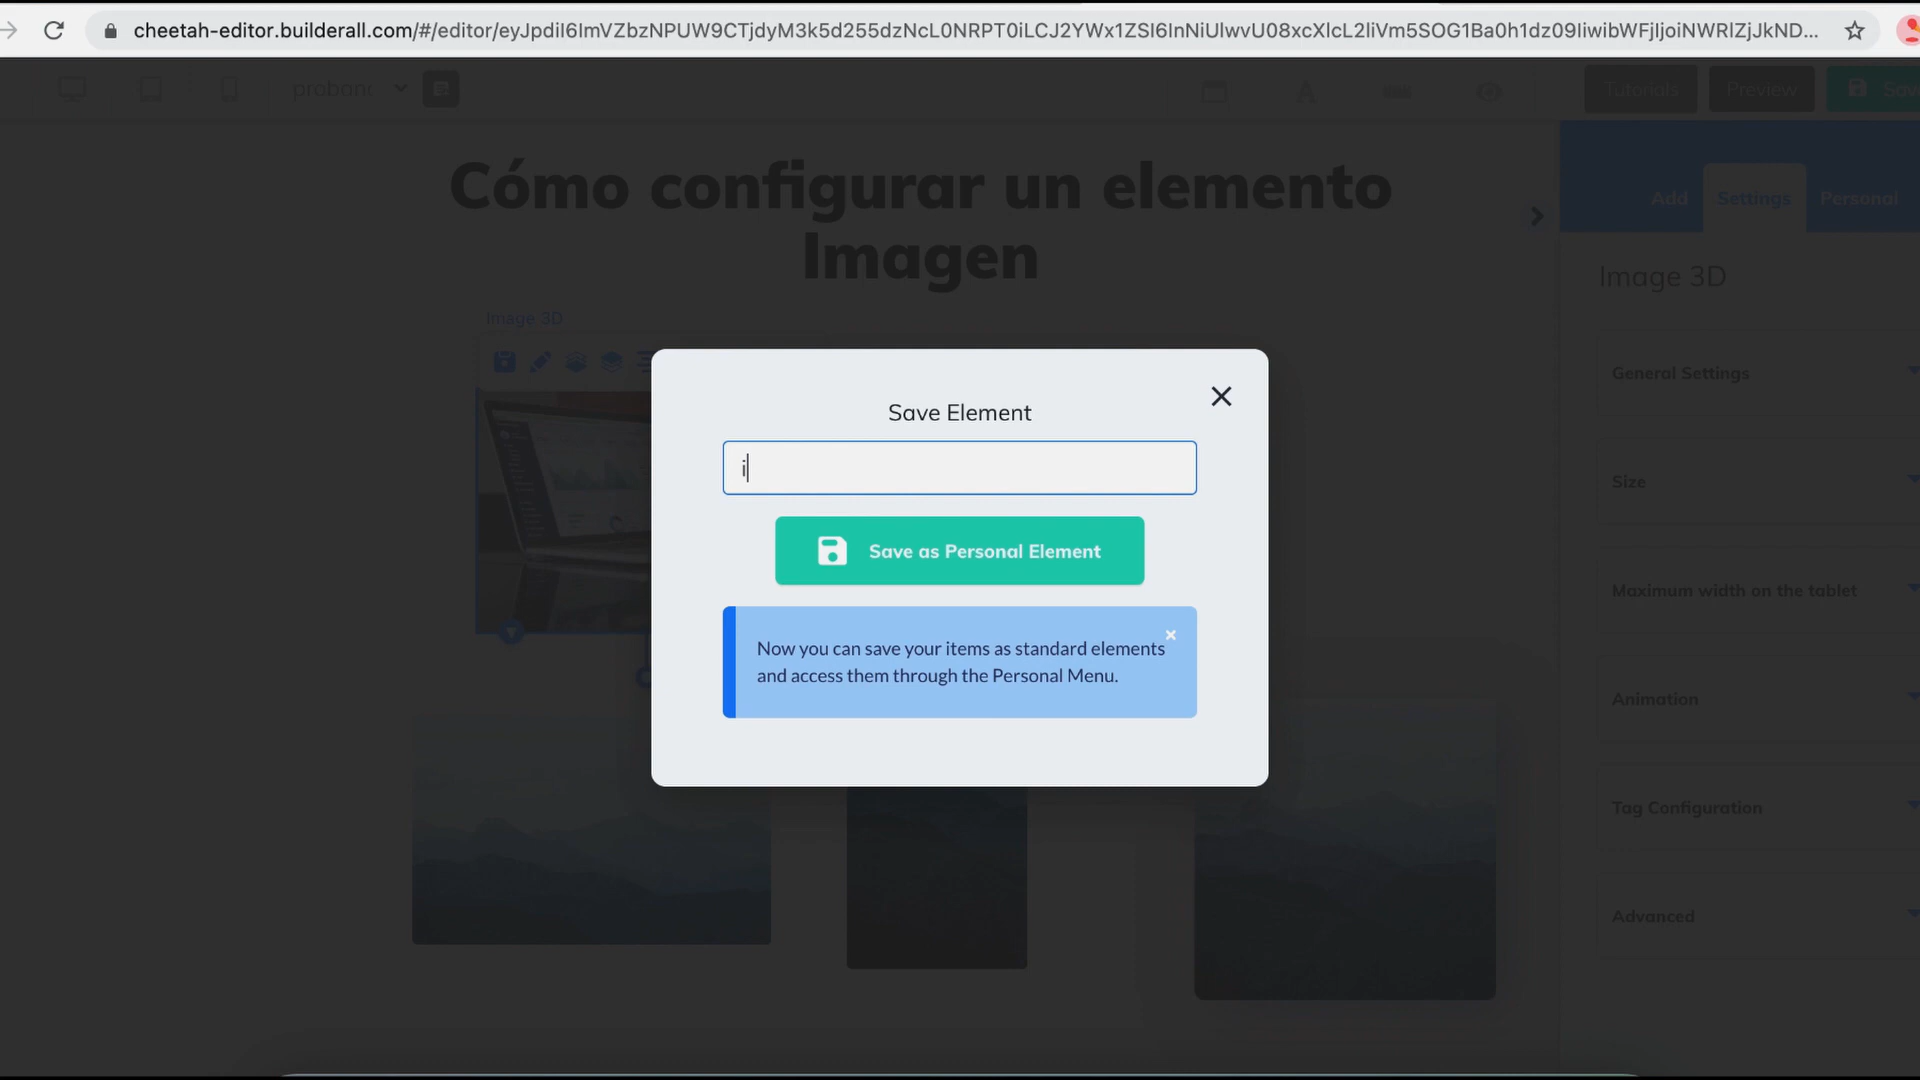 cheetah-editor.builderall.com/#/editor/eyJpdiI6ImVZbzNPUW9CTjdyM3k5d255dzNcL0NRPT0iLCJ2YWx1ZSI6InNiUlwvU08xcXlcL2liVm5SOG1Ba0h1dz09IiwibWFjIjoiNWRlZjJkND...
Tutorials
Preview
Cómo configurar un elemento
Imagen
Add
Settings
Personal
Image 3D
Image 3D
General Settings
Save Element
i
Size
Save as Personal Element
Maximum width on the tablet
Now you can save your items as standard elements
and access them through the Personal Menu.
Animation
Tag Configuration
Advanced